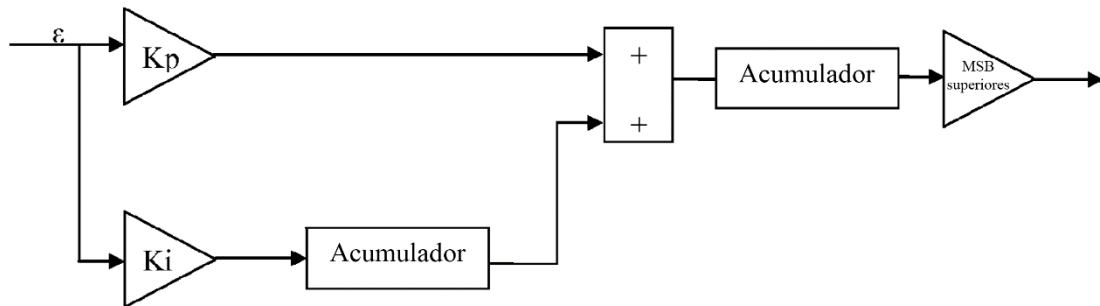 ε
Kp
+
Acumulador
MSB
superiores
+
Ki
Acumulador